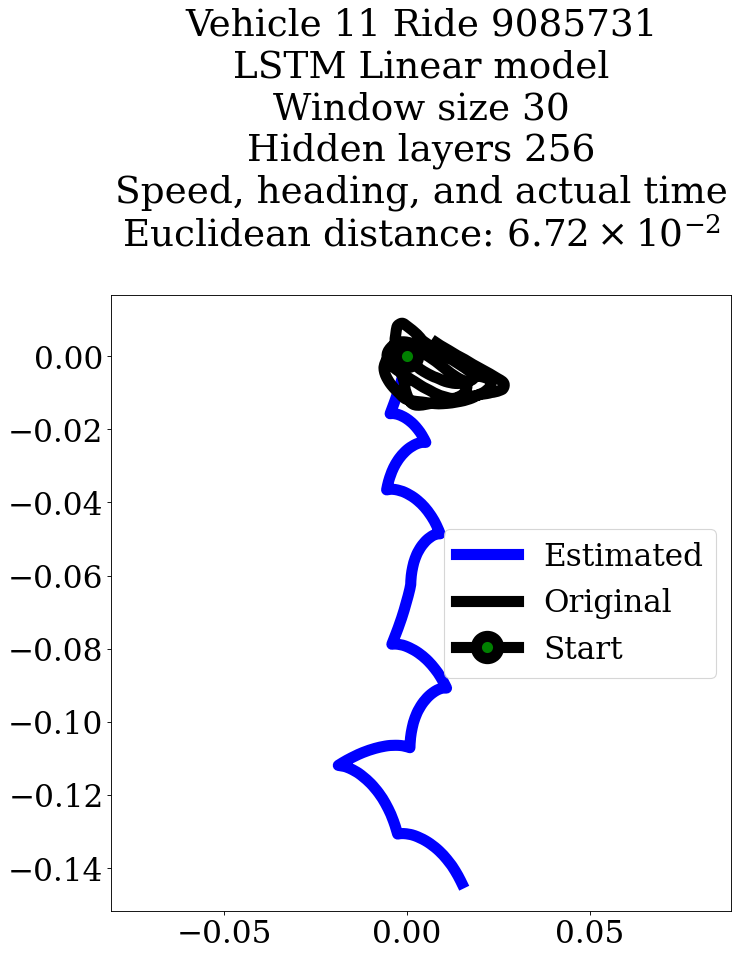 Vehicle 11 Ride 9085731
LSTM Linear model
Window size 30
Hidden layers 256
Speed, heading, and actual time
Euclidean distance: 6.72 × 10⁻²
0.00
−0.02
−0.04
−0.06
−0.08
−0.10
−0.12
−0.14
Estimated
Original
Start
−0.05 0.00 0.05